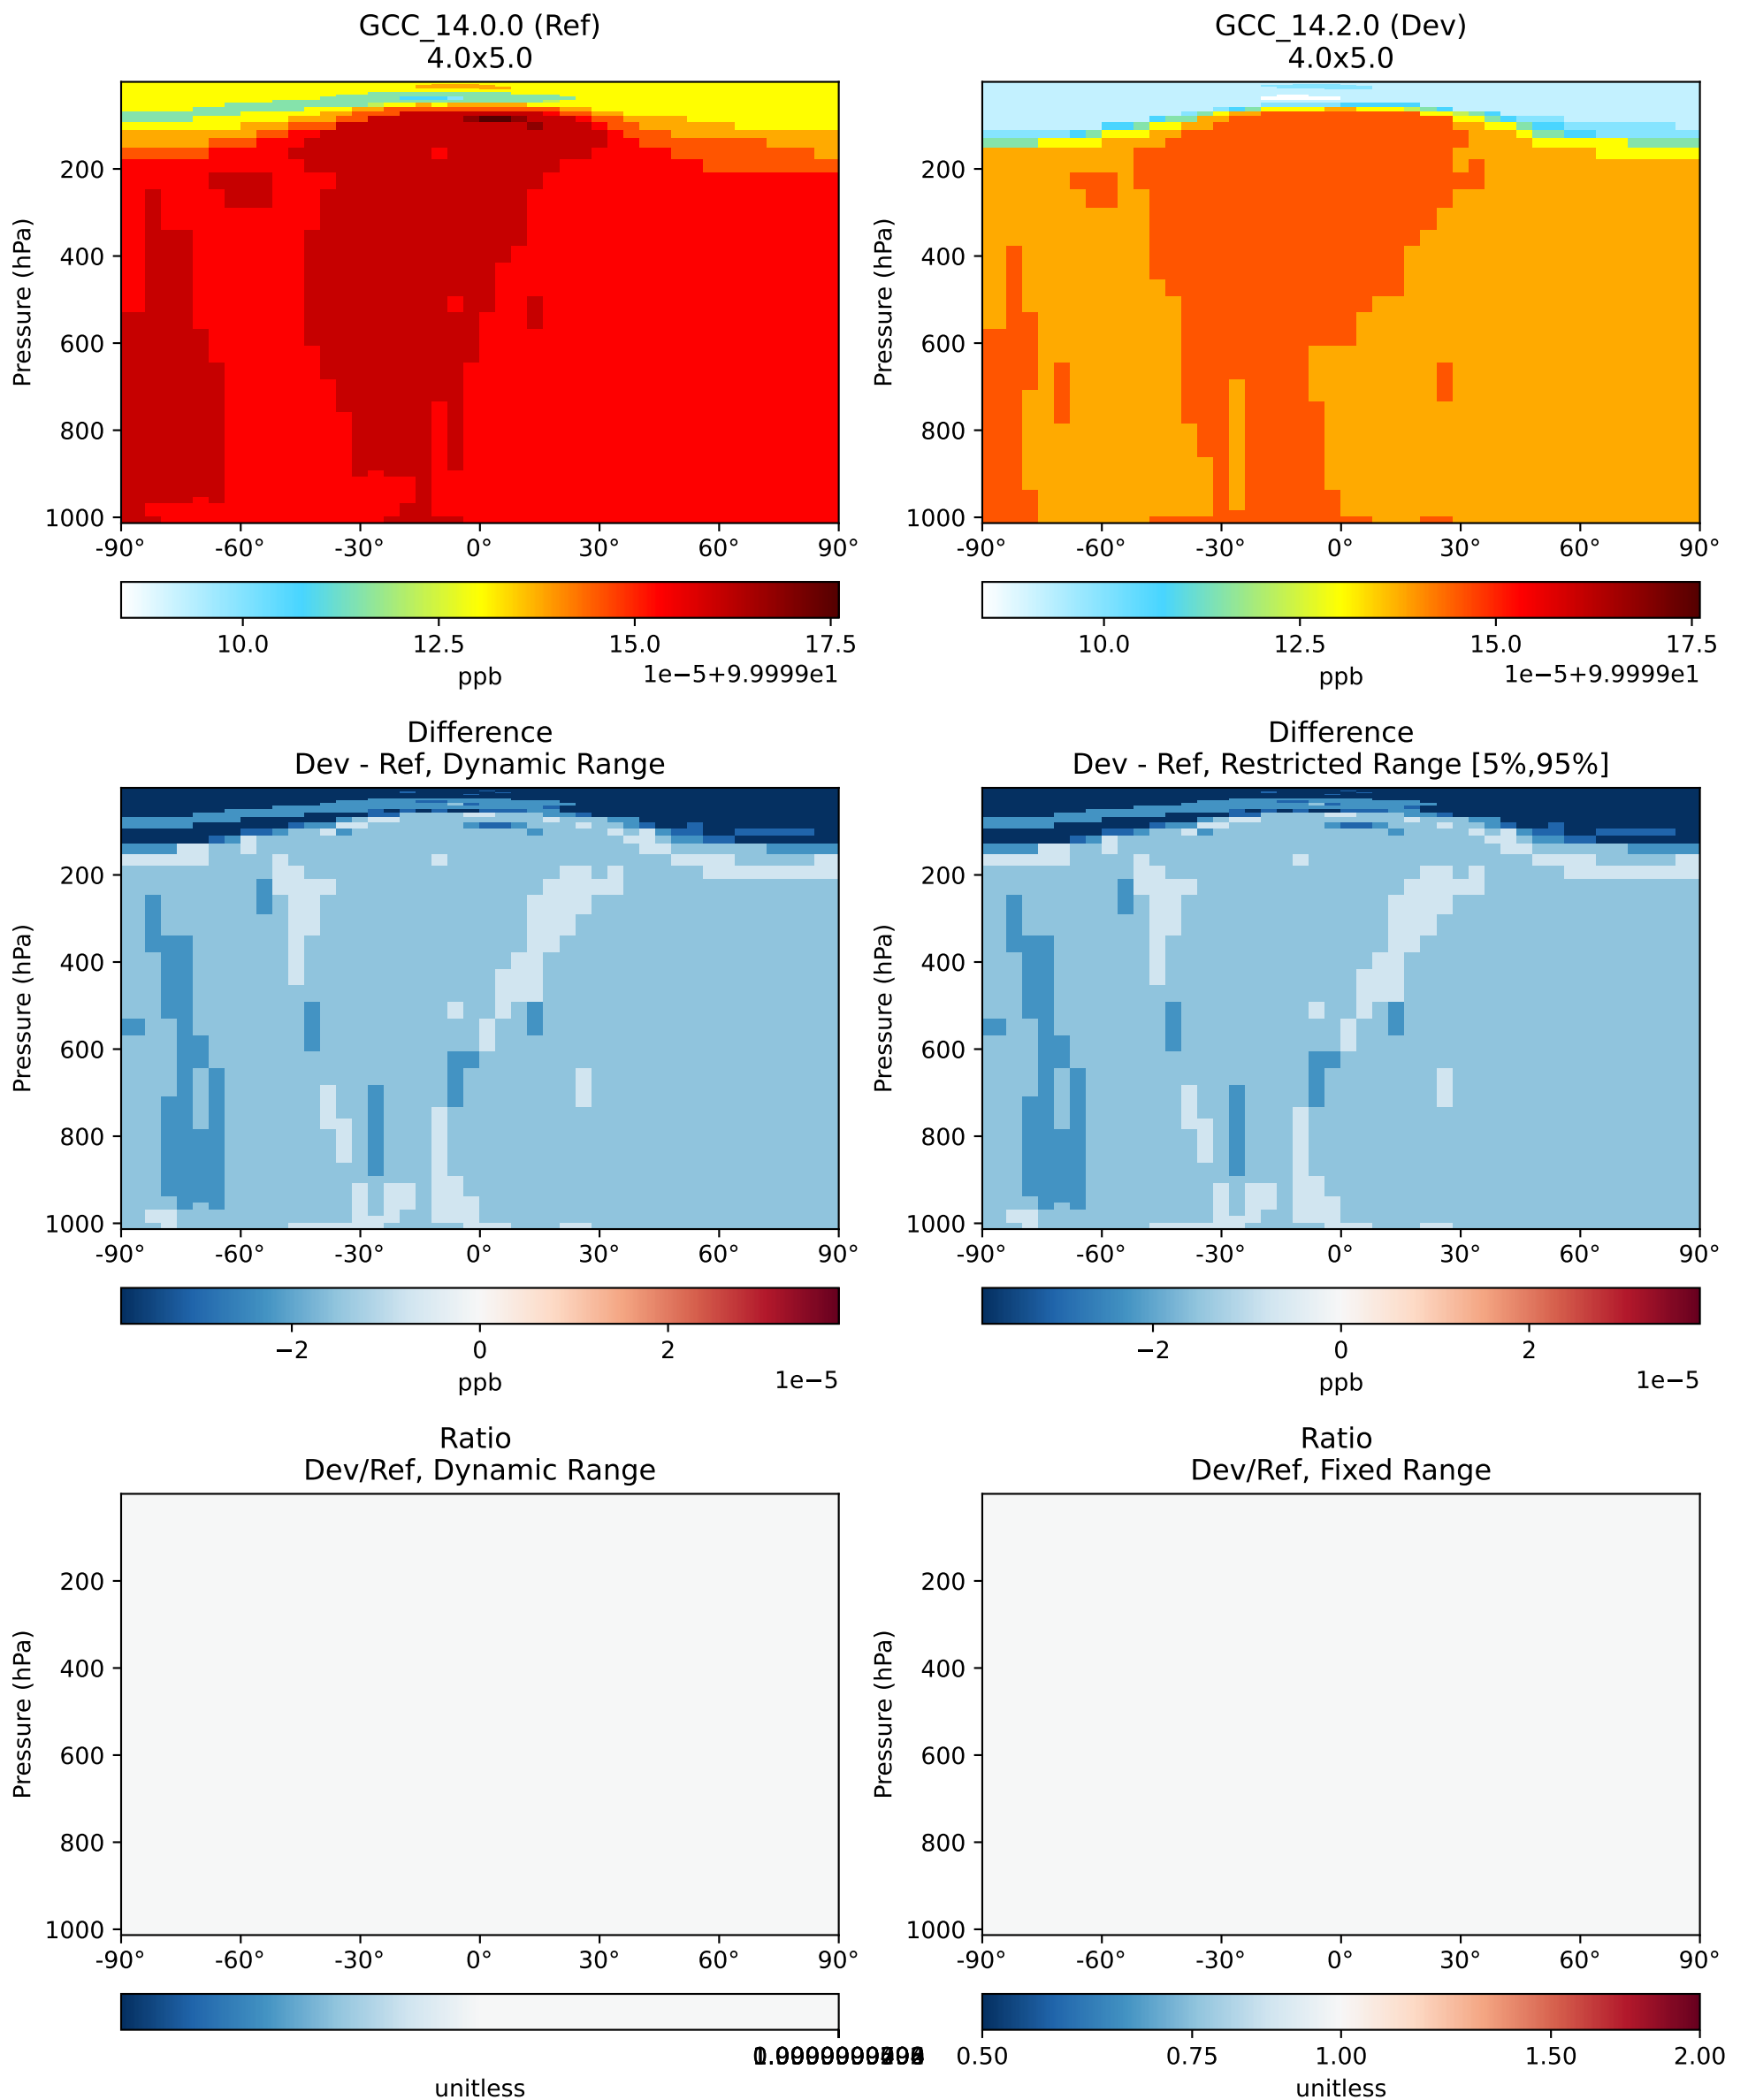 GCC_14.0.0 (Ref)
4.0x5.0
GCC_14.2.0 (Dev)
4.0x5.0
Pressure (hPa)
200
400
600
800
1000
-90° -60° -30° 0° 30° 60° 90°
10.0 12.5 15.0 17.5
ppb
1e−5+9.9999e1
Pressure (hPa)
200
400
600
800
1000
-90° -60° -30° 0° 30° 60° 90°
10.0 12.5 15.0 17.5
ppb
1e−5+9.9999e1
Difference
Dev - Ref, Dynamic Range
Difference
Dev - Ref, Restricted Range [5%,95%]
Pressure (hPa)
200
400
600
800
1000
-90° -60° -30° 0° 30° 60° 90°
−2 0 2
ppb
1e−5
Pressure (hPa)
200
400
600
800
1000
-90° -60° -30° 0° 30° 60° 90°
−2 0 2
ppb
1e−5
Ratio
Dev/Ref, Dynamic Range
Ratio
Dev/Ref, Fixed Range
Pressure (hPa)
200
400
600
800
1000
-90° -60° -30° 0° 30° 60° 90°
unitless
Pressure (hPa)
200
400
600
800
1000
-90° -60° -30° 0° 30° 60° 90°
0.50 0.75 1.00 1.50 2.00
unitless